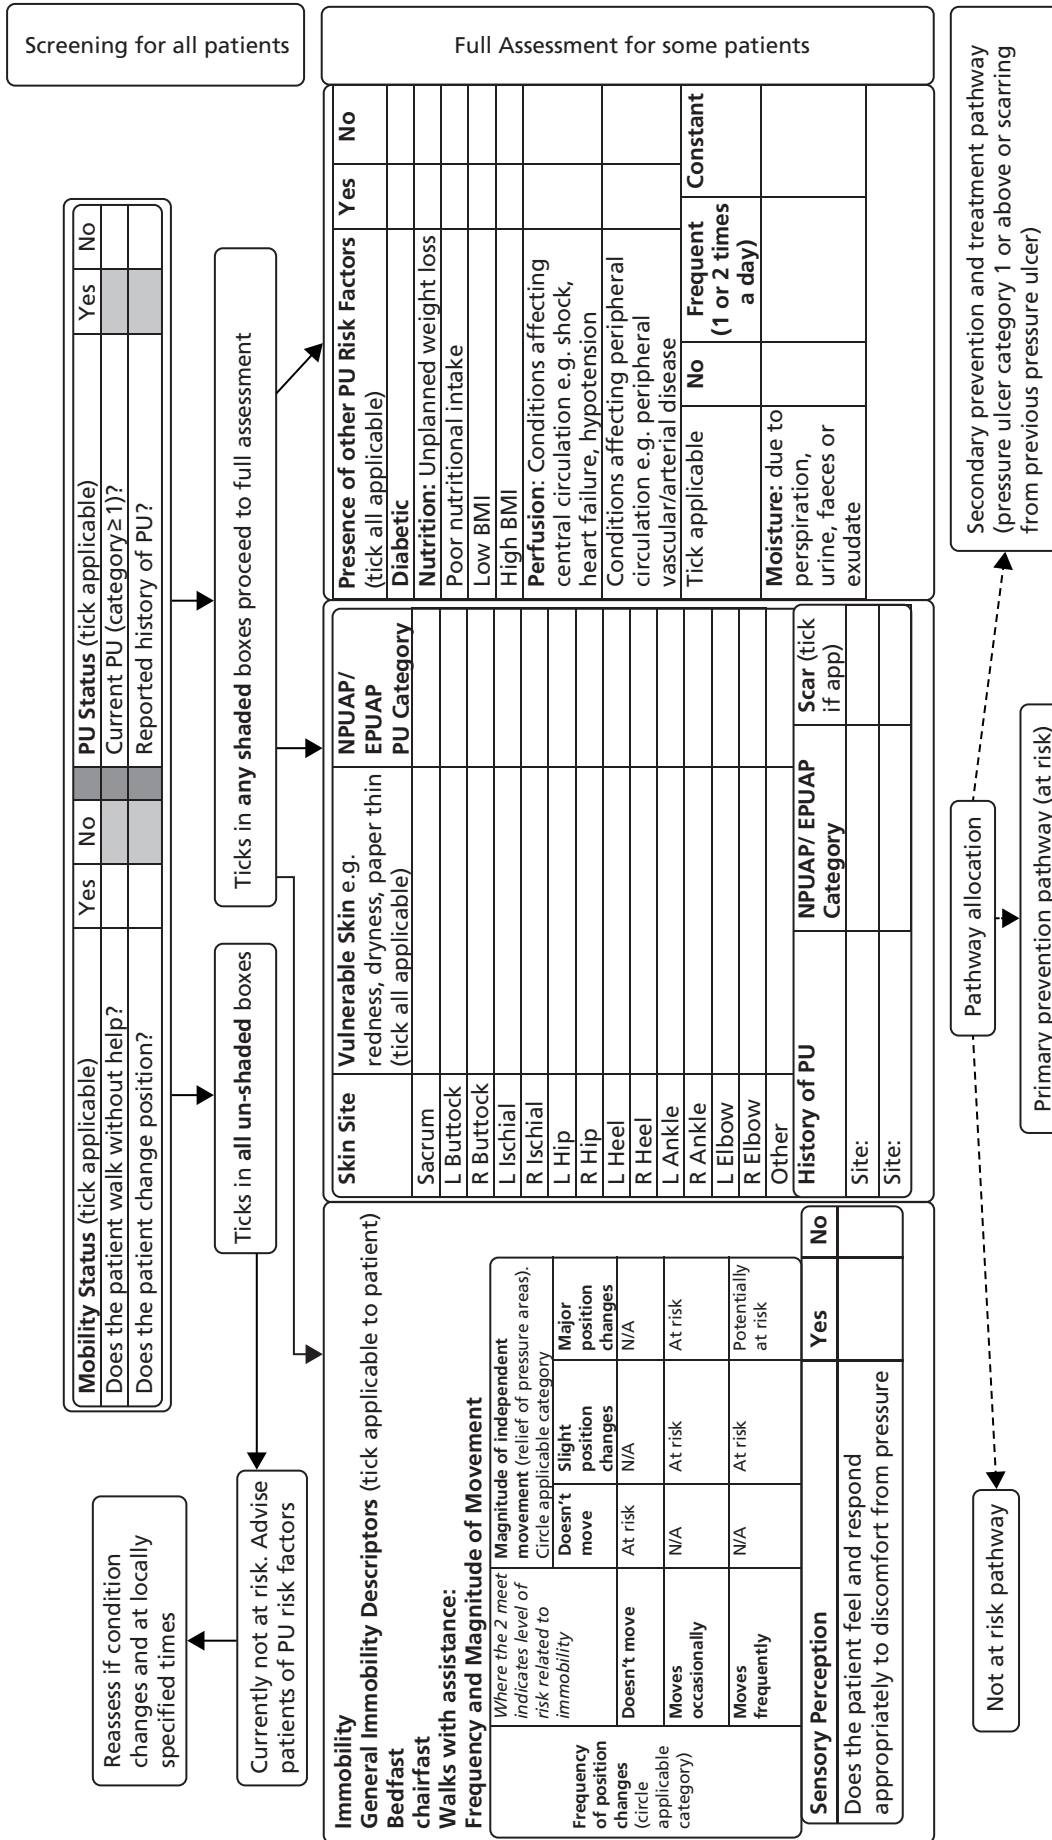 Screening for all patients
Mobility Status (tick applicable) Yes No PU Status (tick applicable) Yes No
Does the patient walk without help? Current PU (category ≥ 1)?
Does the patient change position? Reported history of PU?
Reassess if condition
changes and at locally
specified times
Currently not at risk. Advise
patients of PU risk factors
Ticks in all un-shaded boxes
Ticks in any shaded boxes proceed to full assessment
Full Assessment for some patients
Immobility
General Immobility Descriptors (tick applicable to patient)
Bedfast
chairfast
Walks with assistance:
Frequency and Magnitude of Movement
Frequency
of position
changes
(circle
applicable
category)
Where the 2 meet
indicates level of
risk related to
immobility
Magnitude of independent
movement (relief of pressure areas).
Circle applicable category
Doesn't
move
Slight
position
changes
Major
position
changes
Doesn't move At risk N/A N/A
Moves
occasionally
N/A At risk At risk
Moves
frequently
N/A At risk Potentially
at risk
Sensory Perception Yes No
Does the patient feel and respond
appropriately to discomfort from pressure
Skin Site
Vulnerable Skin e.g.
redness, dryness, paper thin
(tick all applicable)
NPUAP/
EPUAP
PU Category
Sacrum
L Buttock
R Buttock
L Ischial
R Ischial
L Hip
R Hip
L Heel
R Heel
L Ankle
R Ankle
L Elbow
R Elbow
Other
History of PU
NPUAP/ EPUAP
Category
Scar (tick
if app)
Site:
Site:
Presence of other PU Risk Factors Yes No
(tick all applicable)
Diabetic
Nutrition: Unplanned weight loss
Poor nutritional intake
Low BMI
High BMI
Perfusion: Conditions affecting
central circulation e.g. shock,
heart failure, hypotension
Conditions affecting peripheral
circulation e.g. peripheral
vascular/arterial disease
Tick applicable
No
Frequent
(1 or 2 times
a day)
Constant
Moisture: due to
perspiration,
urine, faeces or
exudate
Pathway allocation
Not at risk pathway
Primary prevention pathway (at risk)
Secondary prevention and treatment pathway
(pressure ulcer category 1 or above or scarring
from previous pressure ulcer)